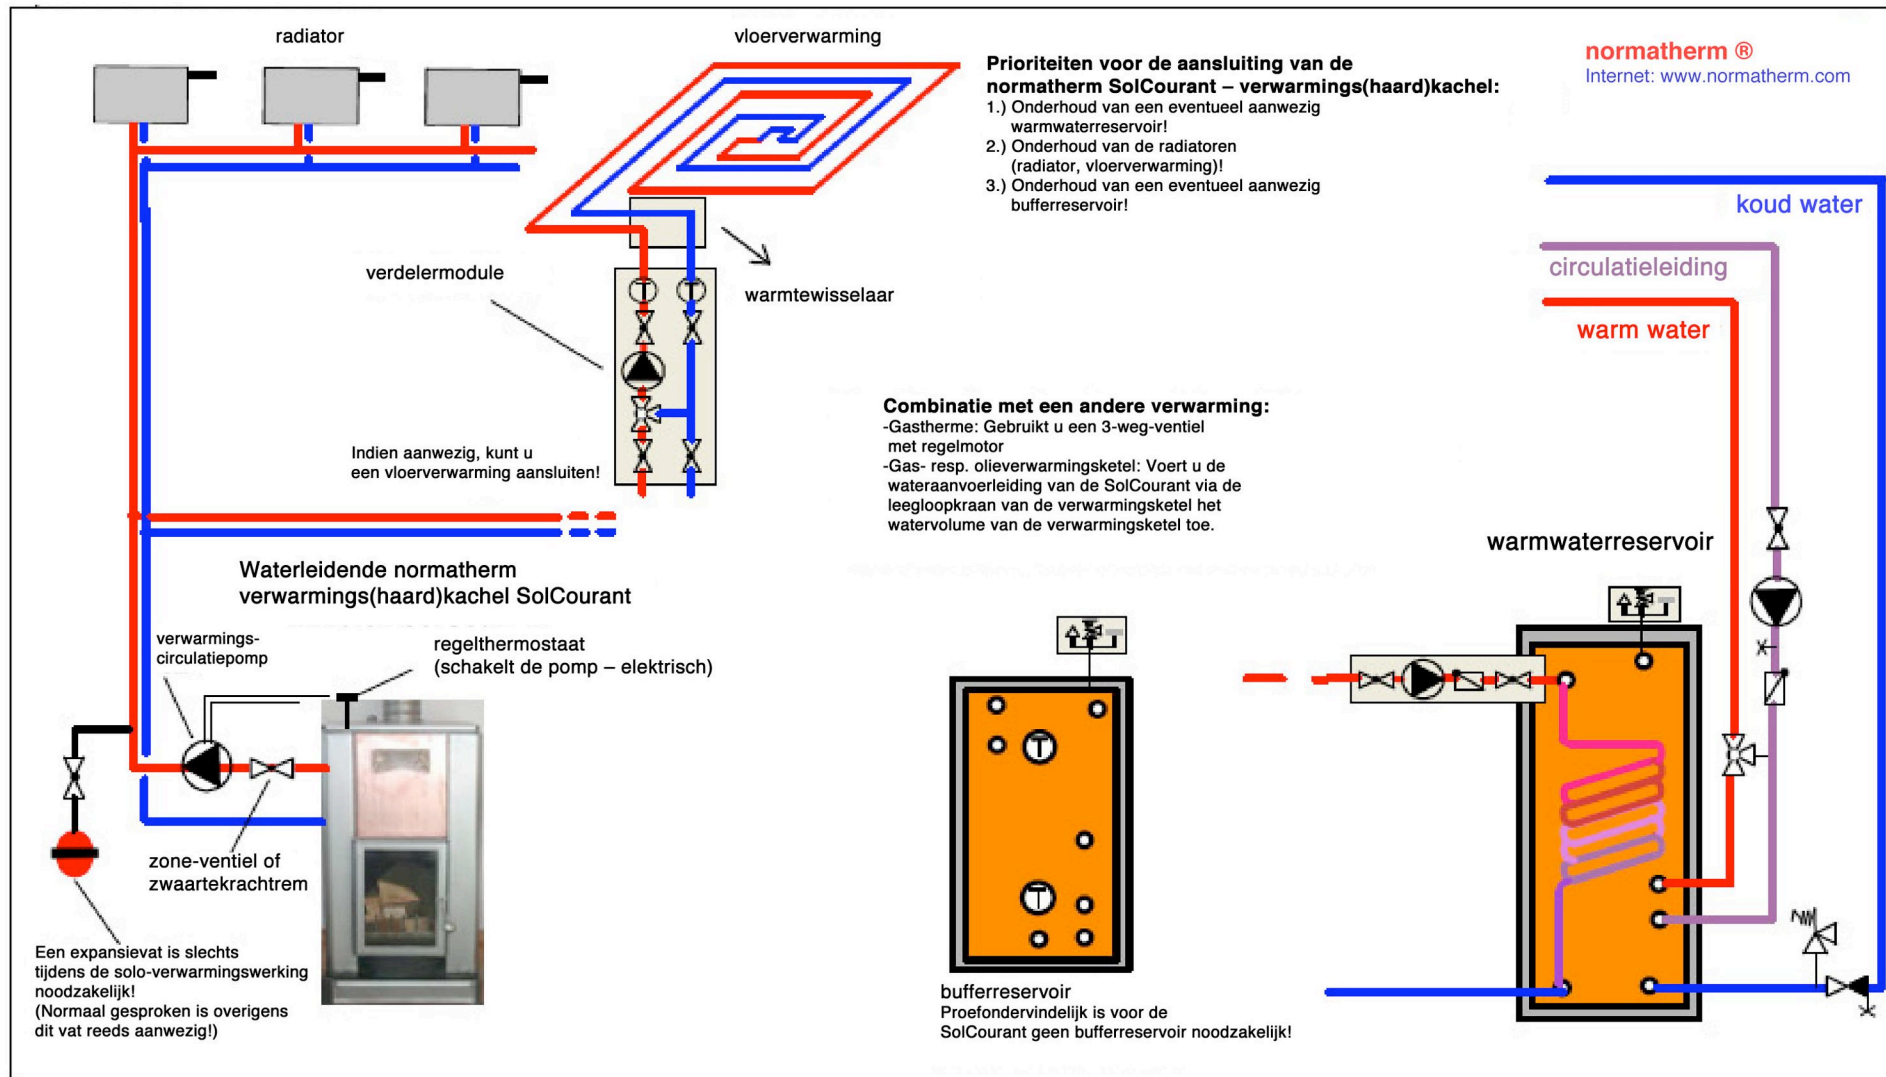 radiator
vloerverwarming
Prioriteiten voor de aansluiting van de
normatherm SolCourant – verwarmings(haard)kachel:
1.) Onderhoud van een eventueel aanwezig
warmwaterreservoir!
2.) Onderhoud van de radiatoren
(radiator, vloerverwarming)!
3.) Onderhoud van een eventueel aanwezig
bufferreservoir!
normatherm ®
Internet: www.normatherm.com
koud water
circulatieleiding
warm water
verdelermodule
warmtewisselaar
T T
Indien aanwezig, kunt u
een vloerverwarming aansluiten!
Combinatie met een andere verwarming:
-Gastherme: Gebruikt u een 3-weg-ventiel
met regelmotor
-Gas- resp. olieverwarmingsketel: Voert u de
wateraanvoerleiding van de SolCourant via de
leegloopkraan van de verwarmingsketel het
watervolume van de verwarmingsketel toe.
Waterleidende normatherm
verwarmings(haard)kachel SolCourant
verwarmings-
circulatiepomp
regelthermostaat
(schakelt de pomp – elektrisch)
zone-ventiel of
zwaartekrachtrem
Een expansievat is slechts
tijdens de solo-verwarmingswerking
noodzakelijk!
(Normaal gesproken is overigens
dit vat reeds aanwezig!)
warmwaterreservoir
T
T
bufferreservoir
Proefondervindelijk is voor de
SolCourant geen bufferreservoir noodzakelijk!